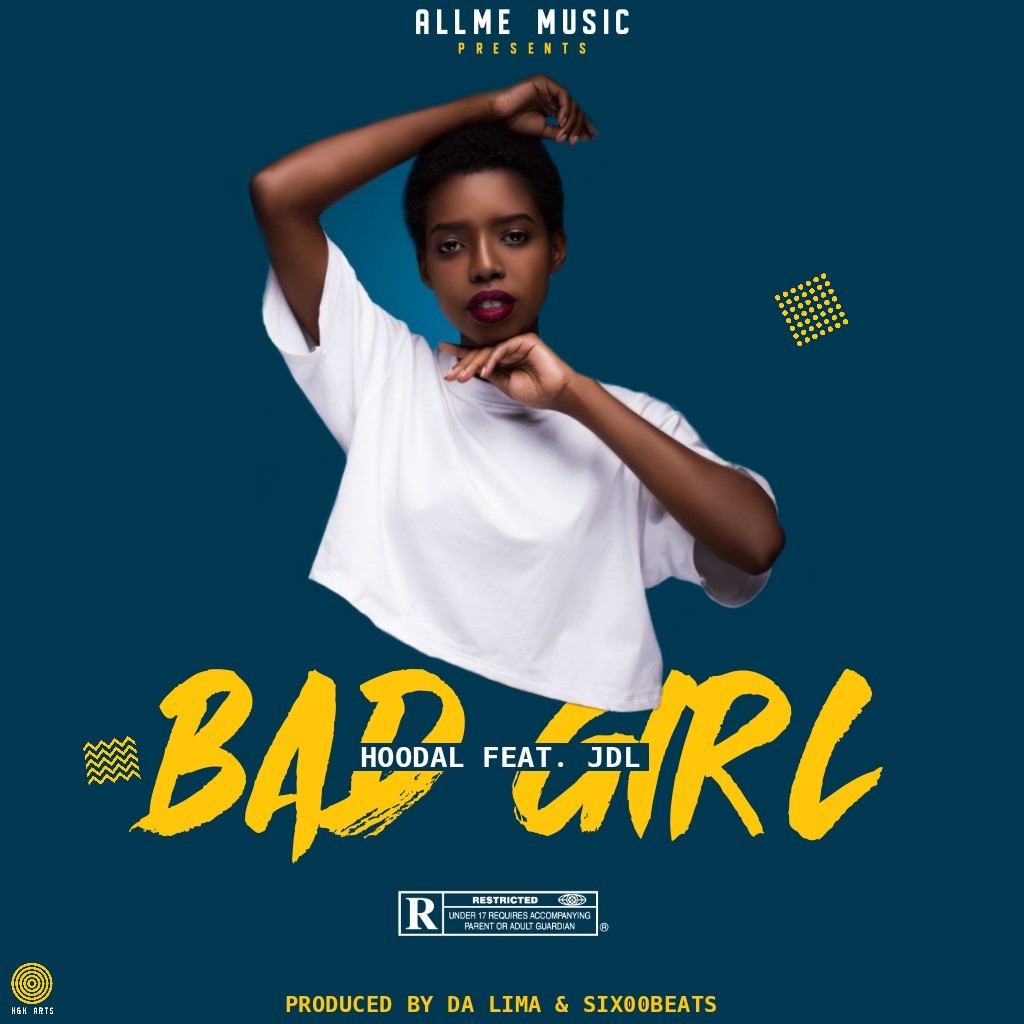 ALLME MUSIC
PRESENTS
BAD GIRL
HOODAL FEAT. JDL
R
RESTRICTED
UNDER 17 REQUIRES ACCOMPANYING
PARENT OR ADULT GUARDIAN
®
H&K ARTS
PRODUCED BY DA LIMA & SIX00BEATS